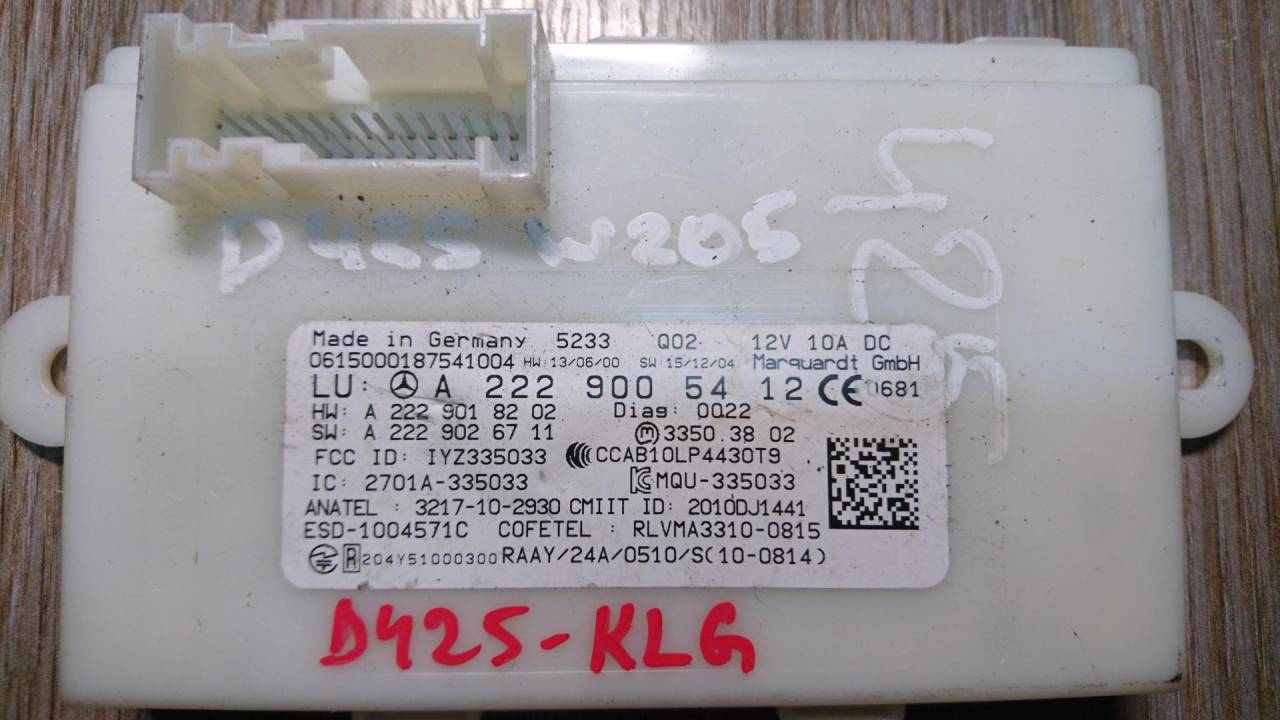 D425 W205
425
Made in Germany 5233 Q02 12V 10A DC
0615000187541004 HW:13/06/00 SW:15/12/04 Marquardt GmbH
LU: A 222 900 54 12 CE 0681
HW: A 222 901 82 02 Diag: 0022
SW: A 222 902 67 11 M 3350.38 02
FCC ID: IYZ335033 CCAB10LP4430T9
IC: 2701A-335033 MQU-335033
ANATEL : 3217-10-2930 CMIIT ID: 2010DJ1441
ESD-1004571C COFETEL : RLVMA3310-0815
R 204Y51000300 RAAY/24A/0510/S(10-0814)
D425-KLG